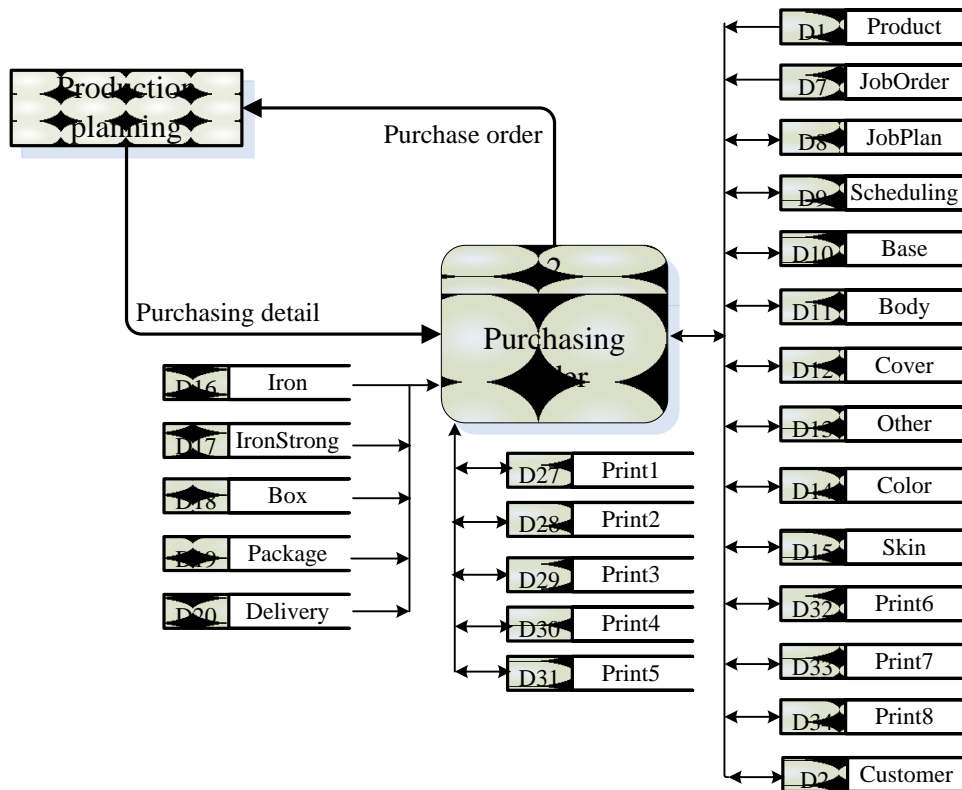 Production
planning
Purchase order
Purchasing detail
2
Purchasing
D1 Product
D7 JobOrder
D8 JobPlan
D9 Scheduling
D10 Base
D11 Body
D12 Cover
D13 Other
D14 Color
D15 Skin
D32 Print6
D33 Print7
D34 Print8
D2 Customer
D16 Iron
D17 IronStrong
D18 Box
D19 Package
D20 Delivery
D27 Print1
D28 Print2
D29 Print3
D30 Print4
D31 Print5